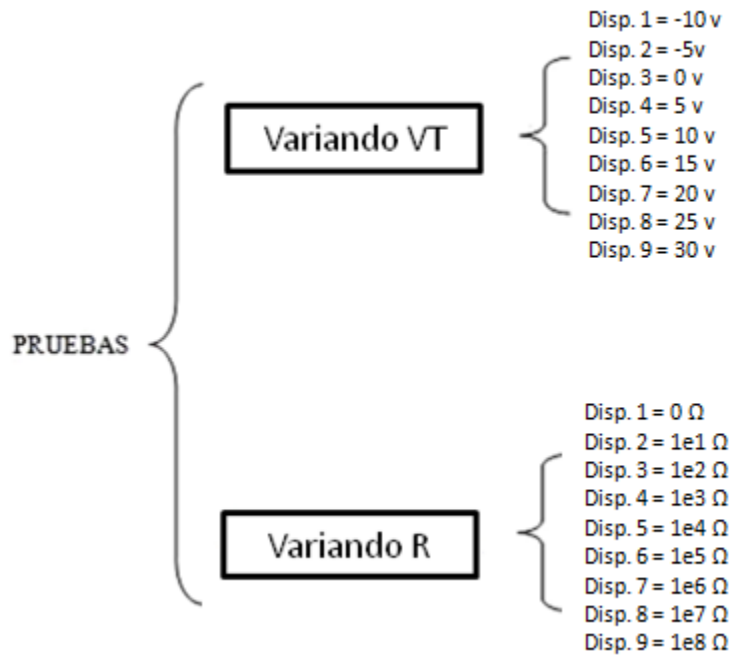 Disp. 1 = -10 v
Disp. 2 = -5v
Disp. 3 = 0 v
Disp. 4 = 5 v
Disp. 5 = 10 v
Disp. 6 = 15 v
Disp. 7 = 20 v
Disp. 8 = 25 v
Disp. 9 = 30 v
Variando VT
PRUEBAS
Disp. 1 = 0 Ω
Disp. 2 = 1e1 Ω
Disp. 3 = 1e2 Ω
Disp. 4 = 1e3 Ω
Disp. 5 = 1e4 Ω
Disp. 6 = 1e5 Ω
Disp. 7 = 1e6 Ω
Disp. 8 = 1e7 Ω
Disp. 9 = 1e8 Ω
Variando R